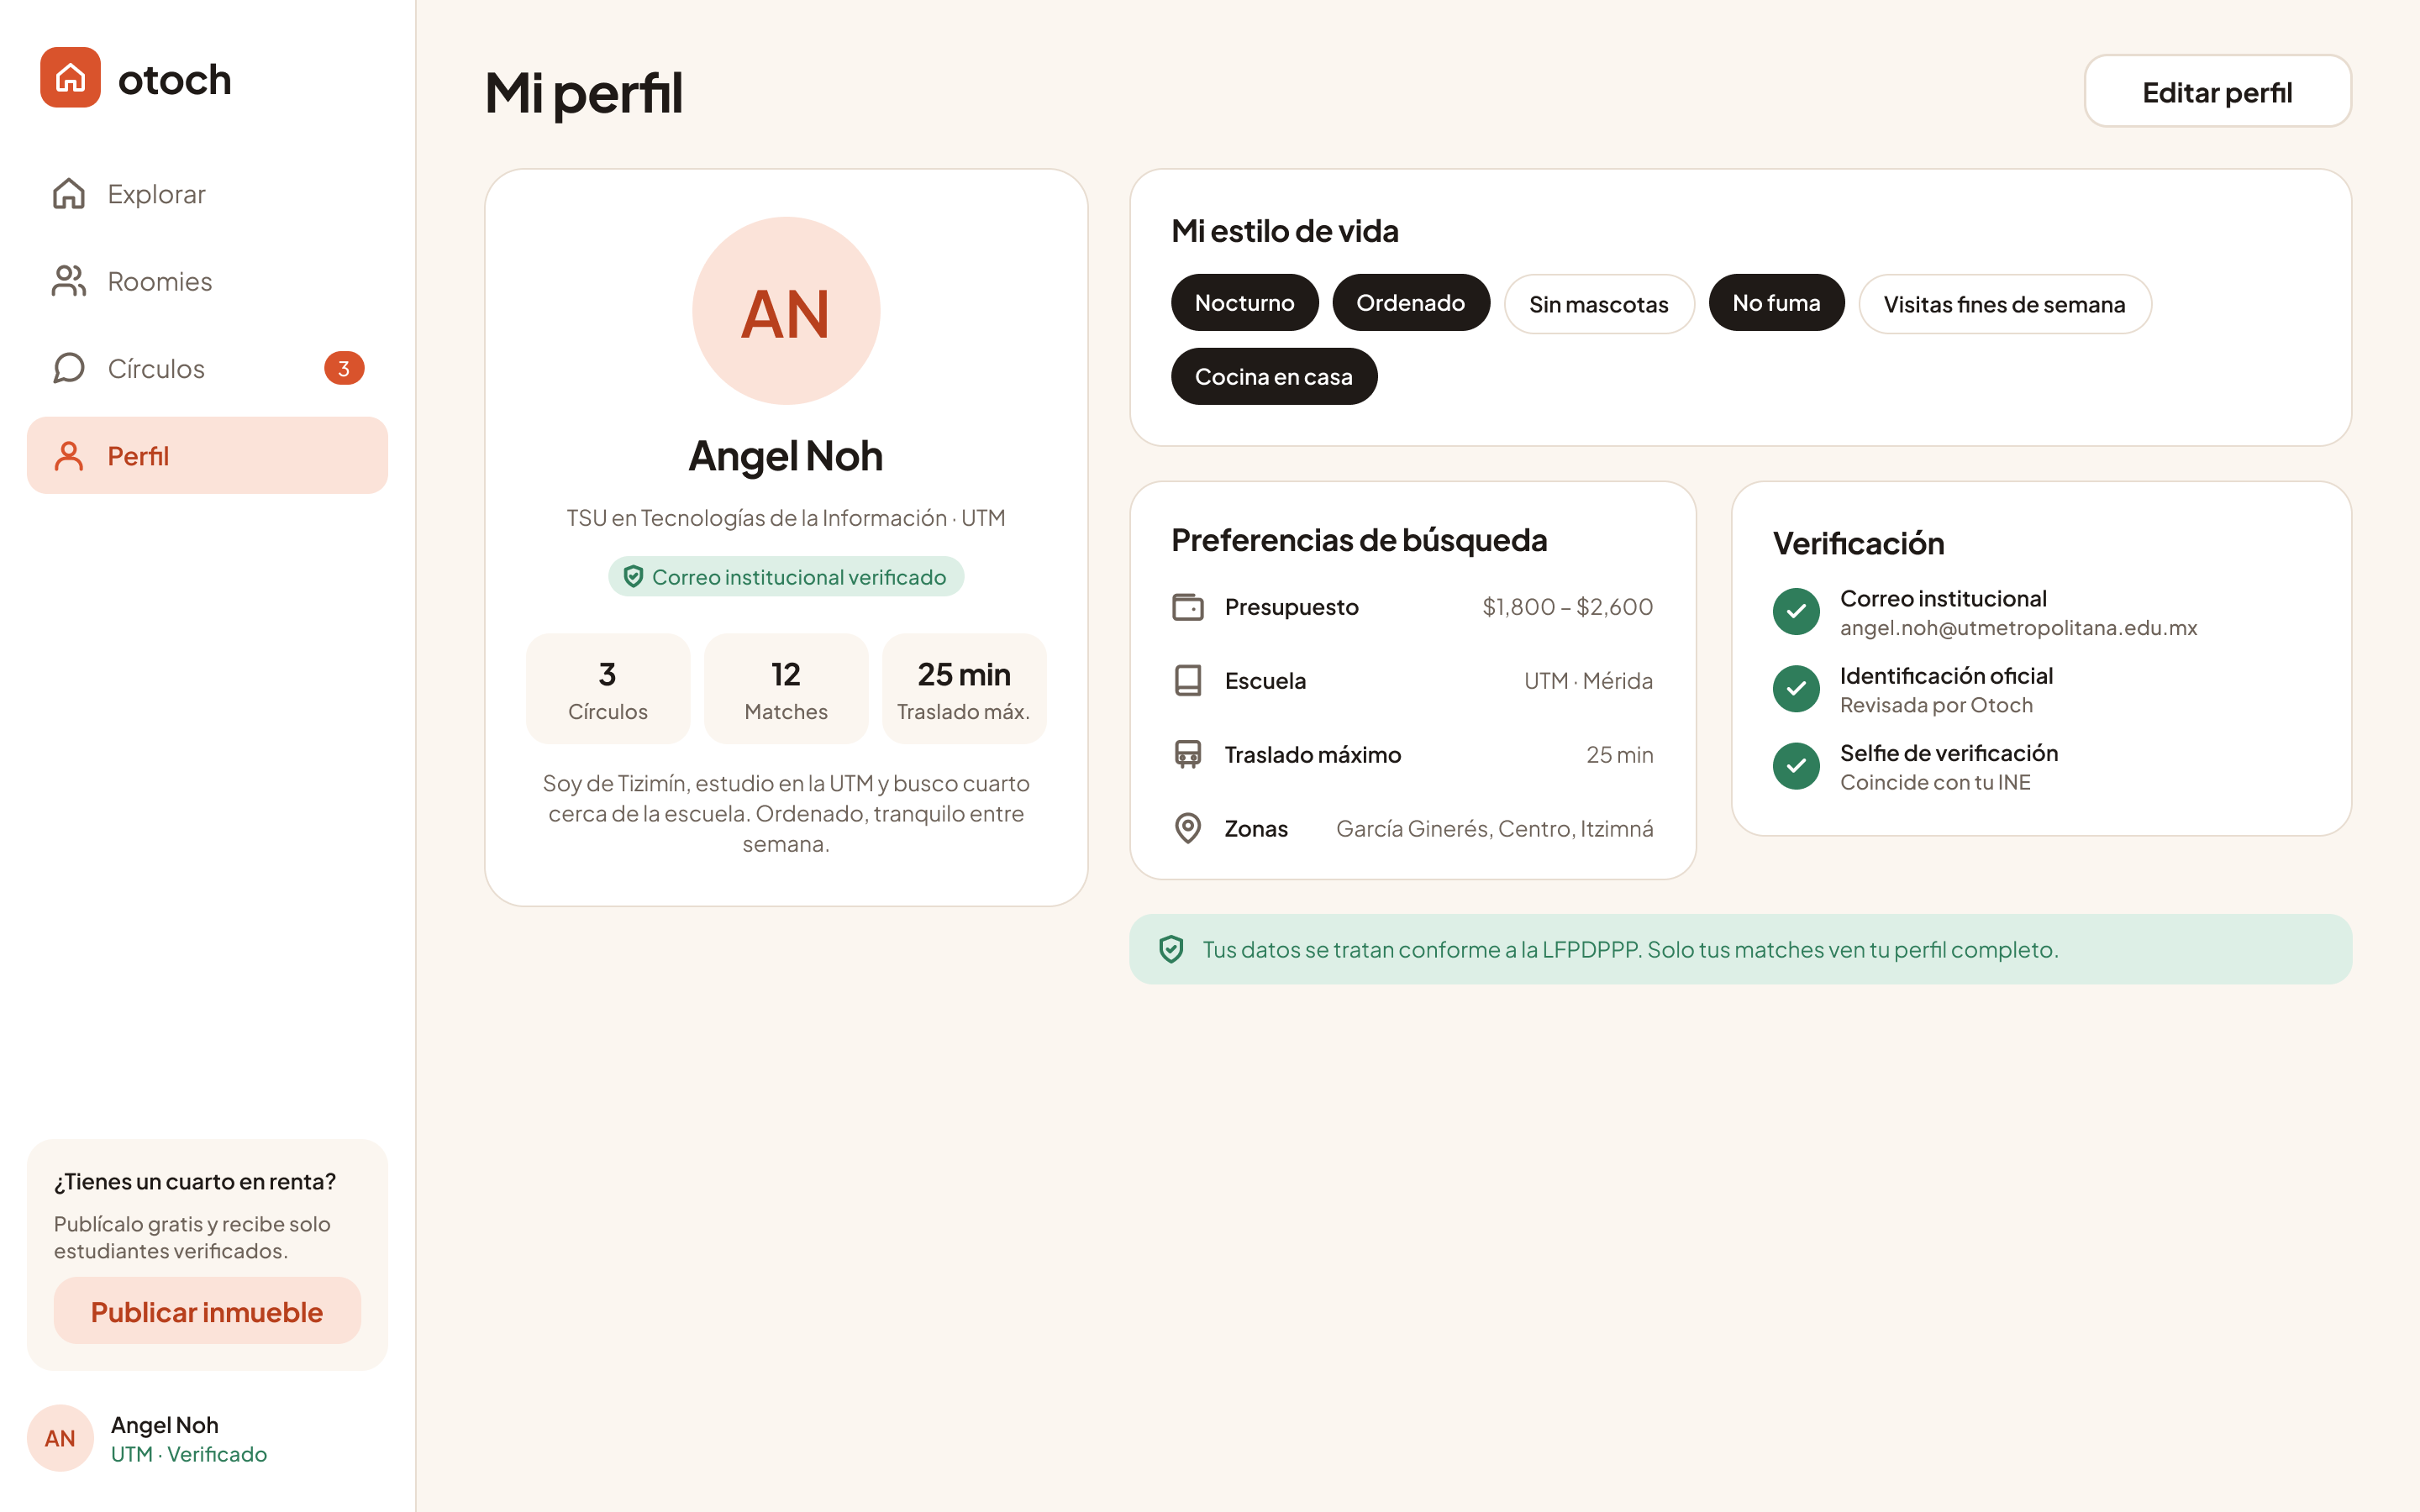 otoch
Explorar
Roomies
Círculos
3
Perfil
¿Tienes un cuarto en renta?
Publícalo gratis y recibe solo
estudiantes verificados.
Publicar inmueble
AN
Angel Noh
UTM · Verificado
Mi perfil
Editar perfil
AN
Angel Noh
TSU en Tecnologías de la Información · UTM
Correo institucional verificado
3
Círculos
12
Matches
25 min
Traslado máx.
Soy de Tizimín, estudio en la UTM y busco cuarto
cerca de la escuela. Ordenado, tranquilo entre
semana.
Mi estilo de vida
Nocturno
Ordenado
Sin mascotas
No fuma
Visitas fines de semana
Cocina en casa
Preferencias de búsqueda
Presupuesto $1,800 – $2,600
Escuela UTM · Mérida
Traslado máximo 25 min
Zonas García Ginerés, Centro, Itzimná
Verificación
Correo institucional
angel.noh@utmetropolitana.edu.mx
Identificación oficial
Revisada por Otoch
Selfie de verificación
Coincide con tu INE
Tus datos se tratan conforme a la LFPDPPP. Solo tus matches ven tu perfil completo.